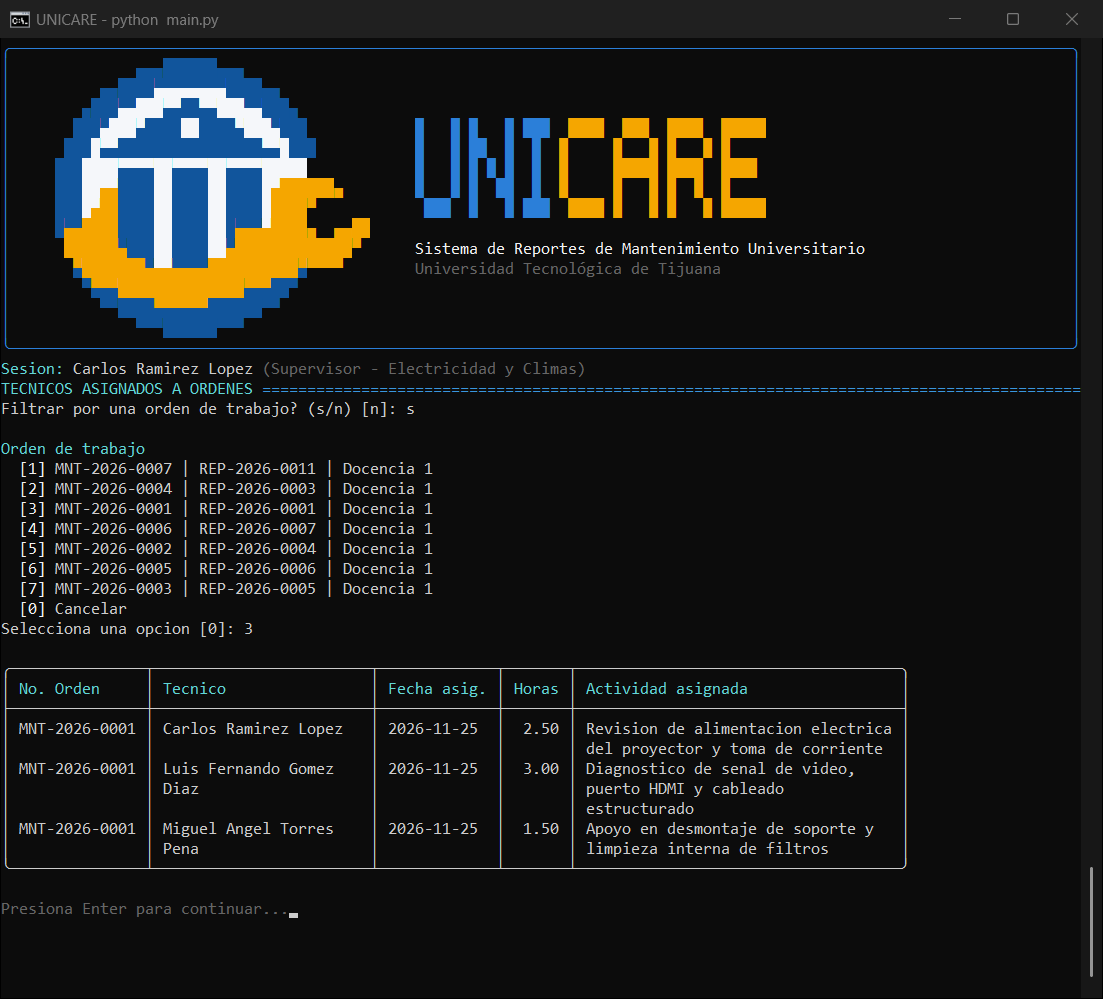 UNICARE - python  main.py
UNICARE
Sistema de Reportes de Mantenimiento Universitario
Universidad Tecnológica de Tijuana
Sesion: Carlos Ramirez Lopez (Supervisor - Electricidad y Climas)
TECNICOS ASIGNADOS A ORDENES ===========================================================================================
Filtrar por una orden de trabajo? (s/n) [n]: s
Orden de trabajo
[1] MNT-2026-0007 | REP-2026-0011 | Docencia 1
[2] MNT-2026-0004 | REP-2026-0003 | Docencia 1
[3] MNT-2026-0001 | REP-2026-0001 | Docencia 1
[4] MNT-2026-0006 | REP-2026-0007 | Docencia 1
[5] MNT-2026-0002 | REP-2026-0004 | Docencia 1
[6] MNT-2026-0005 | REP-2026-0006 | Docencia 1
[7] MNT-2026-0003 | REP-2026-0005 | Docencia 1
[0] Cancelar
Selecciona una opcion [0]: 3
No. Orden | Tecnico | Fecha asig. | Horas | Actividad asignada
MNT-2026-0001 | Carlos Ramirez Lopez | 2026-11-25 | 2.50 | Revision de alimentacion electrica
del proyector y toma de corriente
MNT-2026-0001 | Luis Fernando Gomez | 2026-11-25 | 3.00 | Diagnostico de senal de video,
Diaz | puerto HDMI y cableado
estructurado
MNT-2026-0001 | Miguel Angel Torres | 2026-11-25 | 1.50 | Apoyo en desmontaje de soporte y
Pena | limpieza interna de filtros
Presiona Enter para continuar...